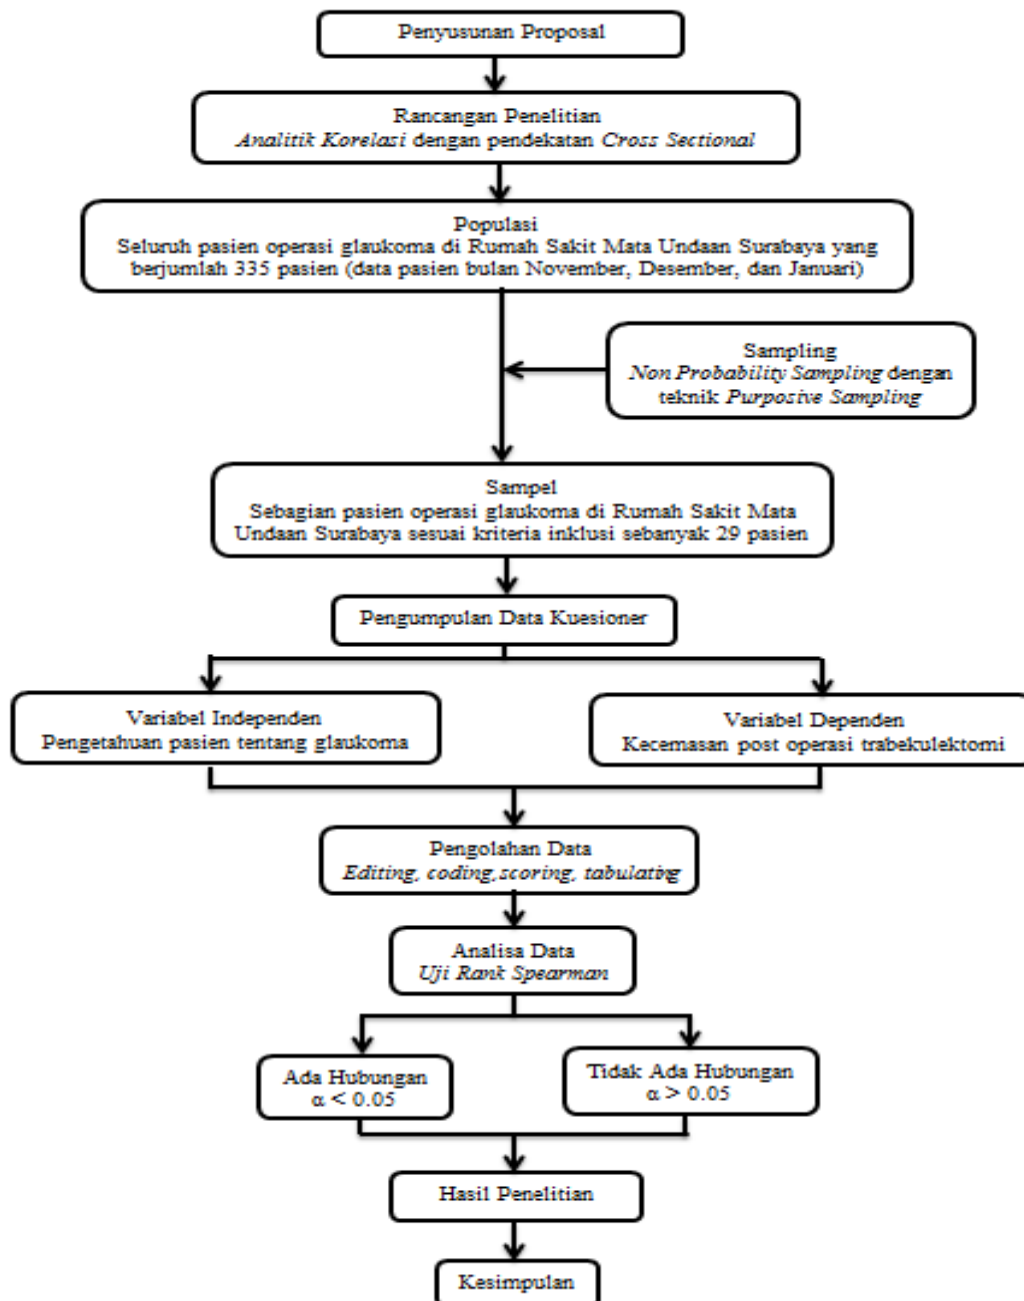 Penyusunan Proposal
Rancangan Penelitian
Analitik Korelasi dengan pendekatan Cross Sectional
Populasi
Seluruh pasien operasi glaukoma di Rumah Sakit Mata Undaan Surabaya yang
berjumlah 335 pasien (data pasien bulan November, Desember, dan Januari)
Sampling
Non Probability Sampling dengan
teknik Purposive Sampling
Sampel
Sebagian pasien operasi glaukoma di Rumah Sakit Mata
Undaan Surabaya sesuai kriteria inklusi sebanyak 29 pasien
Pengumpulan Data Kuesioner
Variabel Independen
Pengetahuan pasien tentang glaukoma
Variabel Dependen
Kecemasan post operasi trabekulektomi
Pengolahan Data
Editing, coding,scoring, tabulating
Analisa Data
Uji Rank Spearman
Ada Hubungan
α < 0.05
Tidak Ada Hubungan
α > 0.05
Hasil Penelitian
Kesimpulan